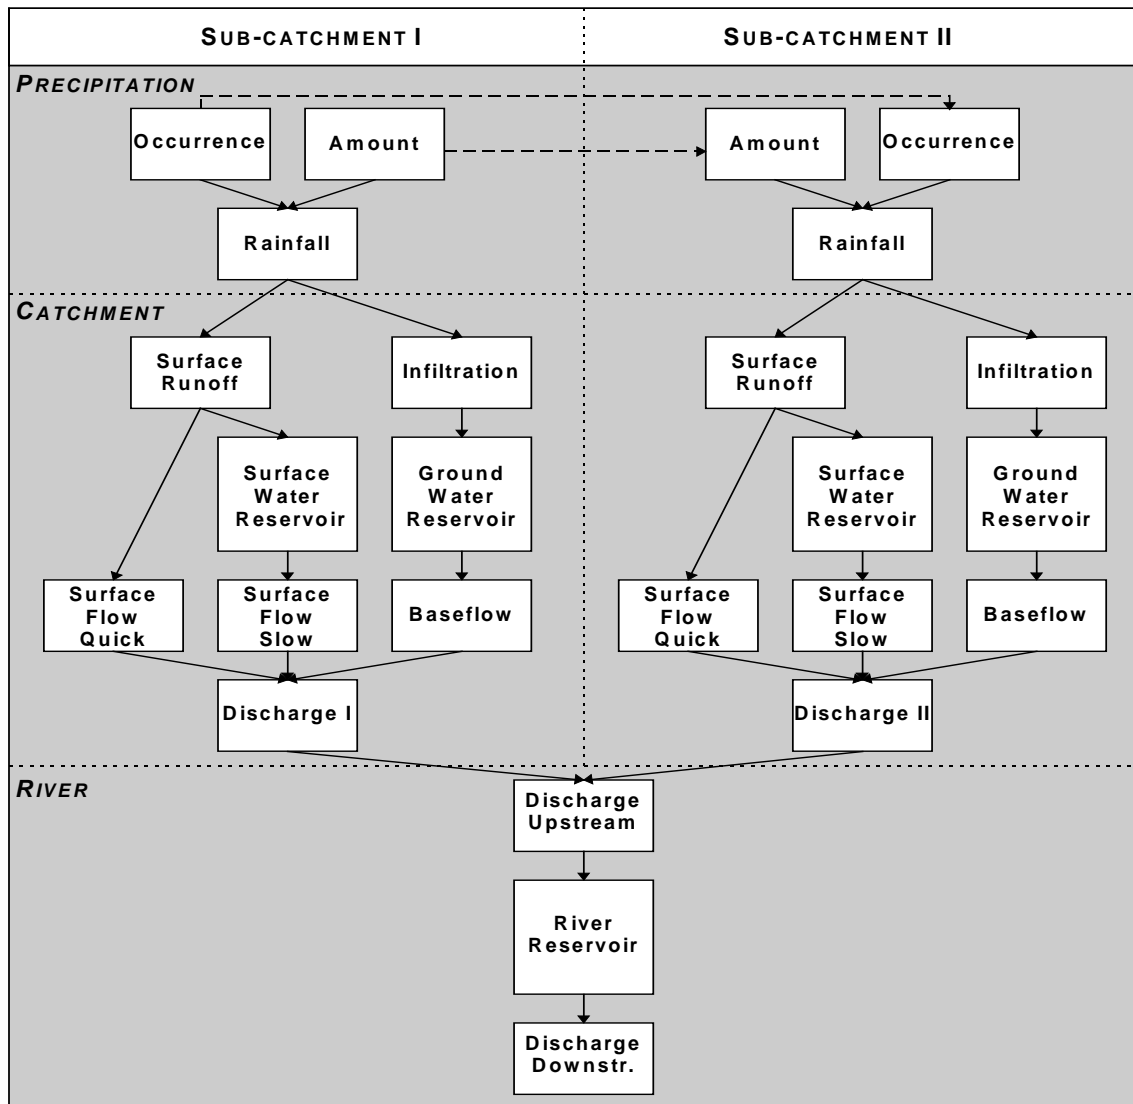 SUB-CATCHMENT I
SUB-CATCHMENT II
PRECIPITATION
Occurrence
Amount
Amount
Occurrence
Rainfall
Rainfall
CATCHMENT
Surface
Runoff
Infiltration
Surface
Runoff
Infiltration
Surface
Water
Reservoir
Ground
Water
Reservoir
Surface
Water
Reservoir
Ground
Water
Reservoir
Surface
Flow
Quick
Surface
Flow
Slow
Baseflow
Surface
Flow
Quick
Surface
Flow
Slow
Baseflow
Discharge I
Discharge II
RIVER
Discharge
Upstream
River
Reservoir
Discharge
Downstr.